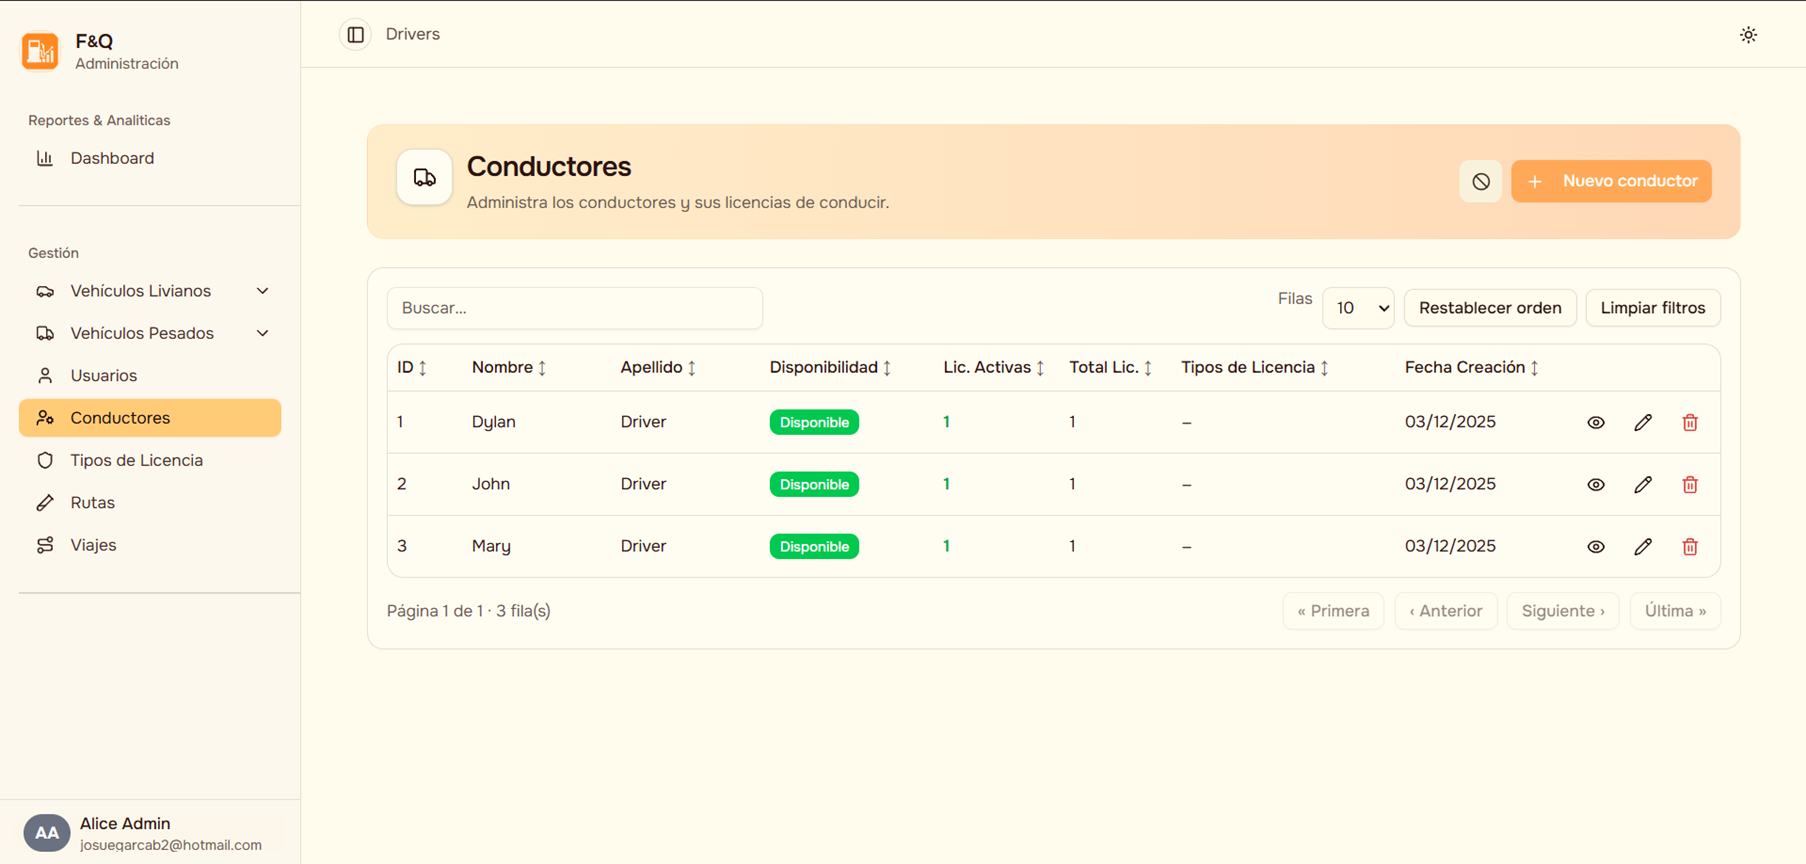 F&Q
Administración
Reportes & Analiticas
Dashboard
Gestión
Vehículos Livianos
Vehículos Pesados
Usuarios
Conductores
Tipos de Licencia
Rutas
Viajes
AA
Alice Admin
josuegarcab2@hotmail.com
Drivers
Conductores
Administra los conductores y sus licencias de conducir.
+ Nuevo conductor
Buscar...
Filas 10 Restablecer orden Limpiar filtros
ID Nombre Apellido Disponibilidad Lic. Activas Total Lic. Tipos de Licencia Fecha Creación
1 Dylan Driver Disponible 1 1 – 03/12/2025
2 John Driver Disponible 1 1 – 03/12/2025
3 Mary Driver Disponible 1 1 – 03/12/2025
Página 1 de 1 · 3 fila(s) « Primera ‹ Anterior Siguiente › Última »